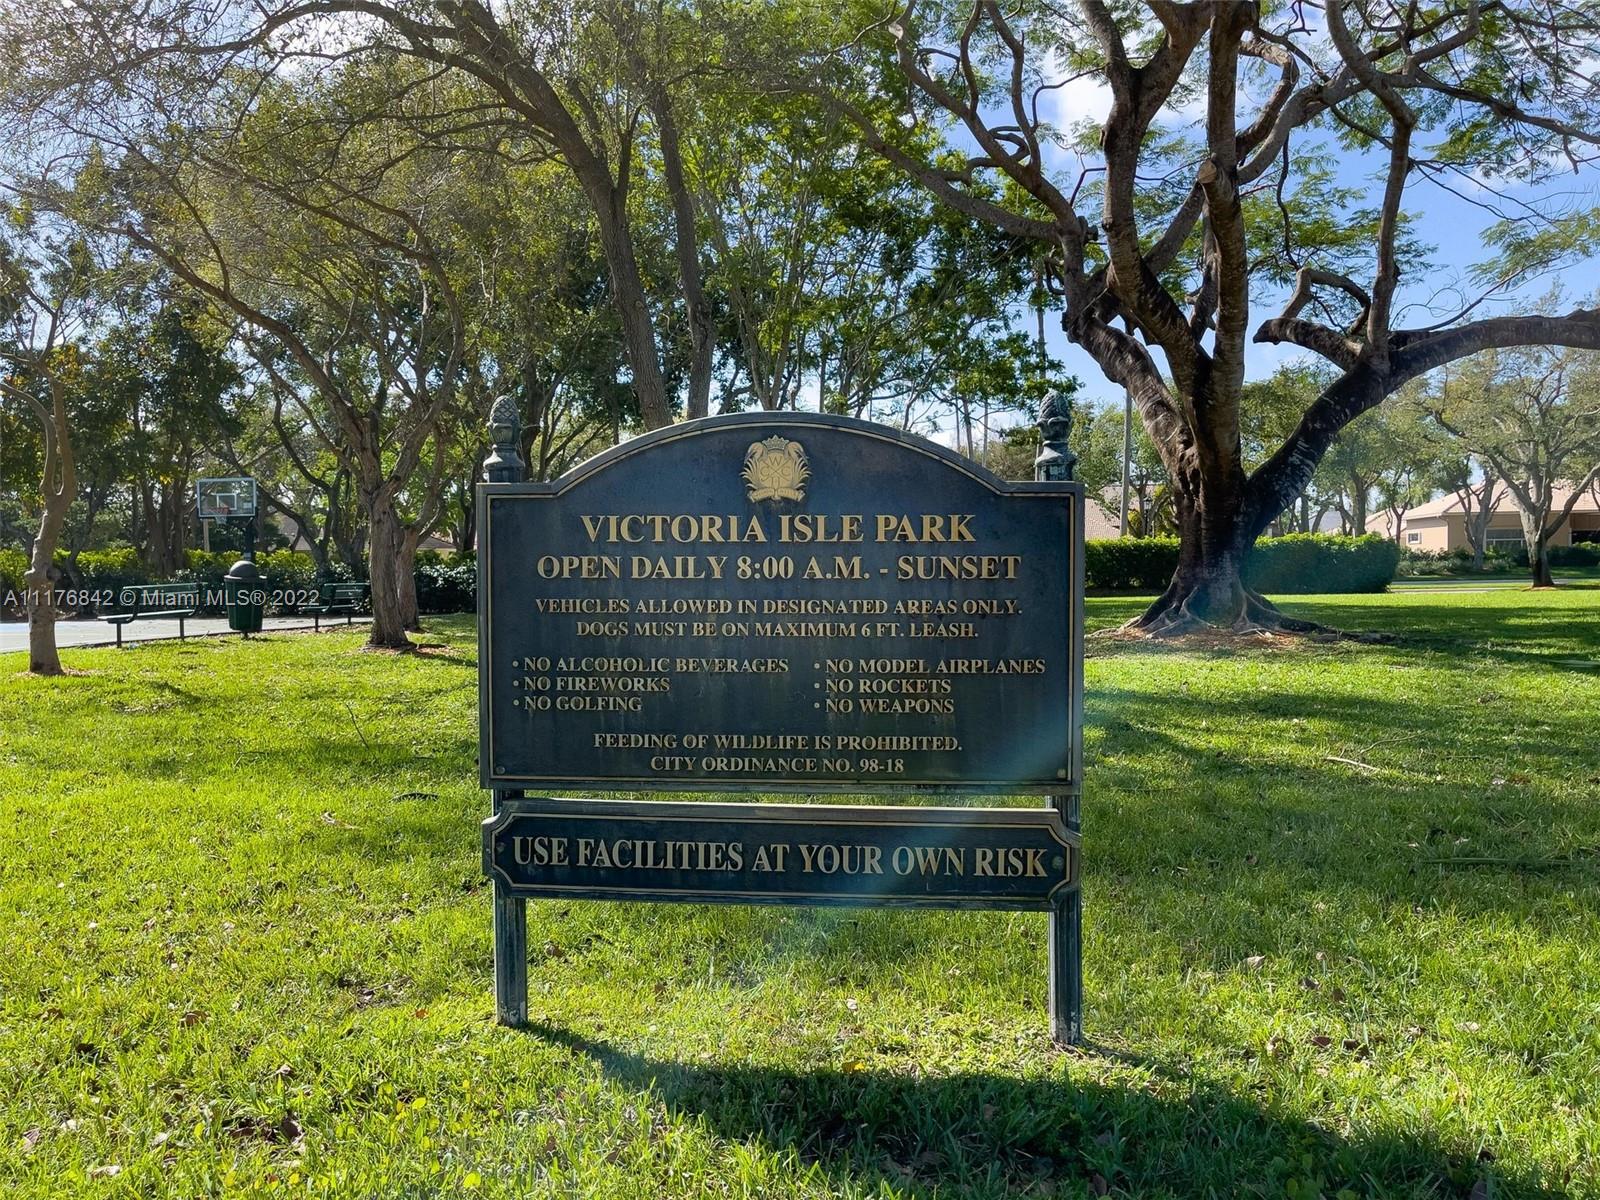 VICTORIA ISLE PARK
OPEN DAILY 8:00 A.M. - SUNSET
VEHICLES ALLOWED IN DESIGNATED AREAS ONLY.
DOGS MUST BE ON MAXIMUM 6 FT. LEASH.
• NO ALCOHOLIC BEVERAGES
• NO FIREWORKS
• NO GOLFING
• NO MODEL AIRPLANES
• NO ROCKETS
• NO WEAPONS
FEEDING OF WILDLIFE IS PROHIBITED.
CITY ORDINANCE NO. 98-18
USE FACILITIES AT YOUR OWN RISK
A11176842 © Miami MLS® 2022